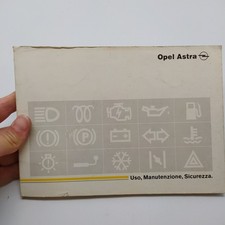 Opel Astra
Uso, Manutenzione, Sicurezza.